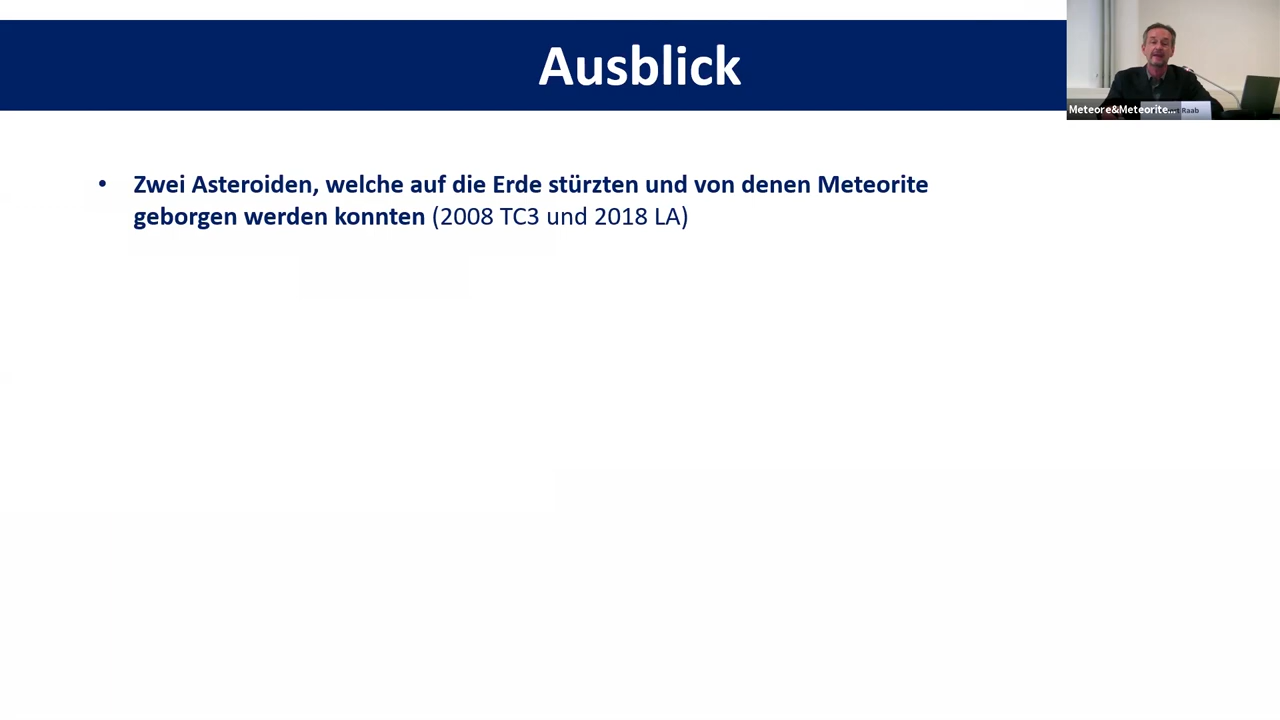 Ausblick
Meteore&Meteorite...
Raab
• Zwei Asteroiden, welche auf die Erde stürzten und von denen Meteorite
geborgen werden konnten (2008 TC3 und 2018 LA)